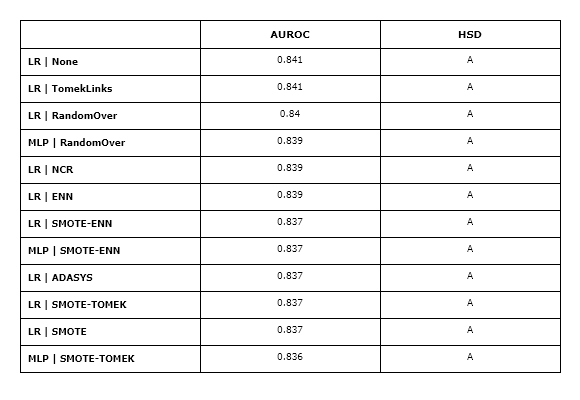 AUROC HSD
LR | None 0.841 A
LR | TomekLinks 0.841 A
LR | RandomOver 0.84 A
MLP | RandomOver 0.839 A
LR | NCR 0.839 A
LR | ENN 0.839 A
LR | SMOTE-ENN 0.837 A
MLP | SMOTE-ENN 0.837 A
LR | ADASYS 0.837 A
LR | SMOTE-TOMEK 0.837 A
LR | SMOTE 0.837 A
MLP | SMOTE-TOMEK 0.836 A